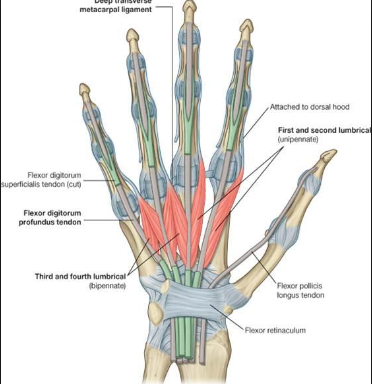 Deep transverse
metacarpal ligament
Attached to dorsal hood
First and second lumbrical
(unipennate)
Flexor digitorum
superficialis tendon (cut)
Flexor digitorum
profundus tendon
Third and fourth lumbrical
(bipennate)
Flexor pollicis
longus tendon
Flexor retinaculum